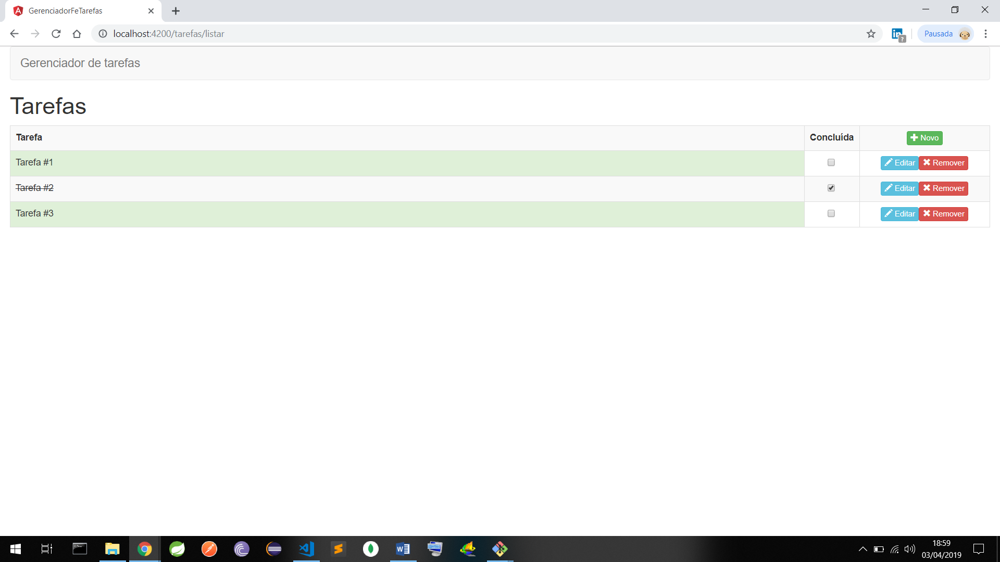 GerenciadorFeTarefas
localhost:4200/tarefas/listar
Pausada
Gerenciador de tarefas
Tarefas
Tarefa Concluída Novo
Tarefa #1 Editar Remover
Tarefa #2 Editar Remover
Tarefa #3 Editar Remover
18:59
03/04/2019